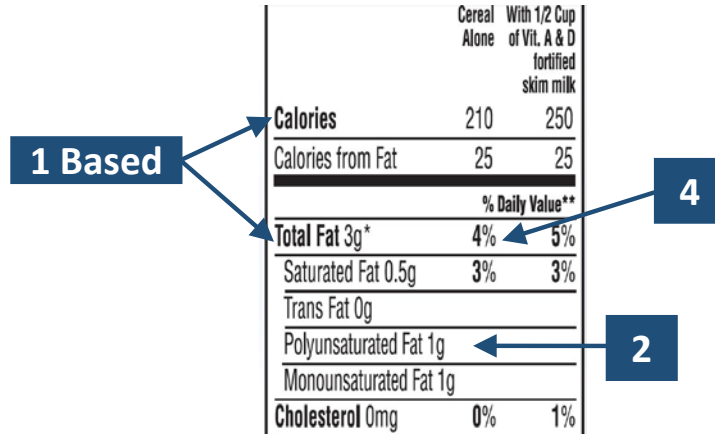 Cereal With 1/2 Cup
Alone of Vit. A & D
fortified
skim milk
Calories 210 250
1 Based
Calories from Fat 25 25
% Daily Value**
4
Total Fat 3g* 4% 5%
Saturated Fat 0.5g 3% 3%
Trans Fat 0g
Polyunsaturated Fat 1g
2
Monounsaturated Fat 1g
Cholesterol 0mg 0% 1%